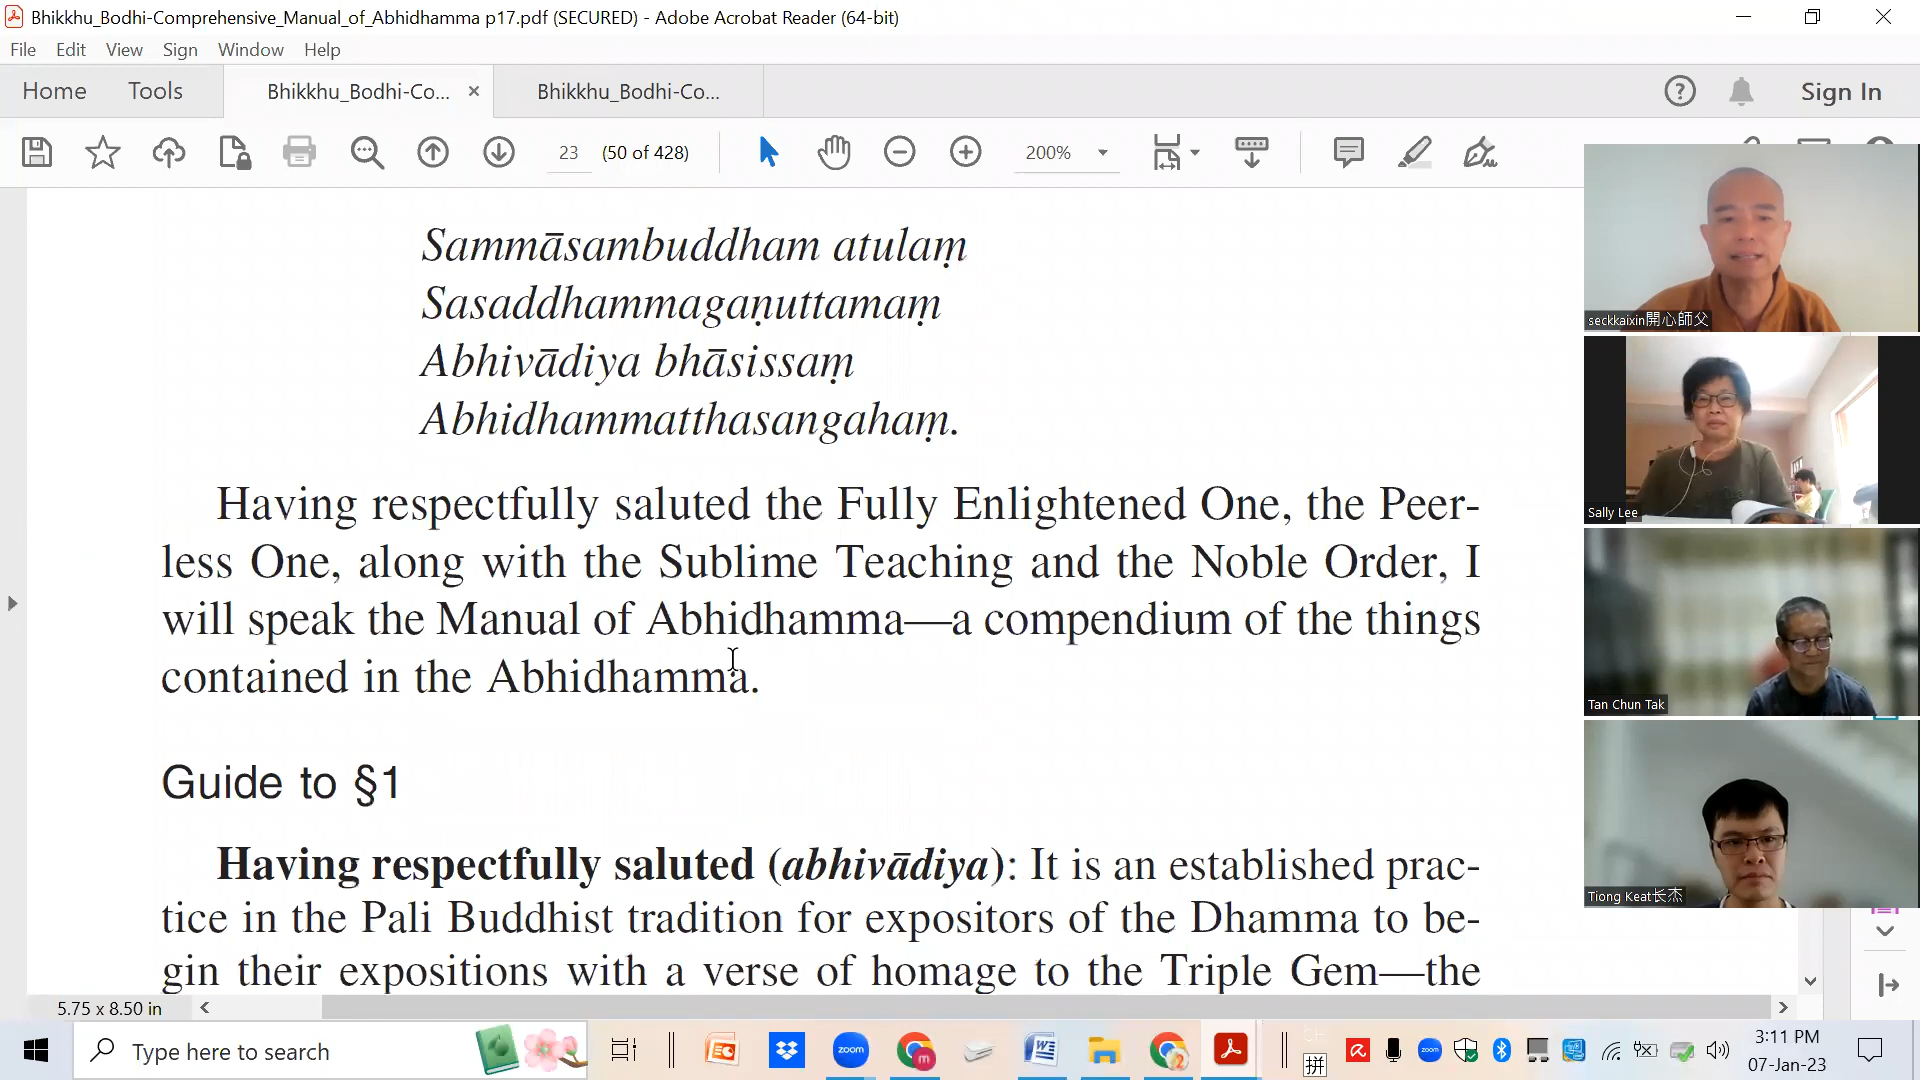 Bhikkhu_Bodhi-Comprehensive_Manual_of_Abhidhamma p17.pdf (SECURED) - Adobe Acrobat Reader (64-bit)
File Edit View Sign Window Help
Home Tools Bhikkhu_Bodhi-Co... Bhikkhu_Bodhi-Co... Sign In
23 (50 of 428) 200%
Sammāsambuddham atulaṃ
Sasaddhammagaṇuttamaṃ
Abhivādiya bhāsissaṃ
Abhidhammatthasangahaṃ.
Having respectfully saluted the Fully Enlightened One, the Peer-
less One, along with the Sublime Teaching and the Noble Order, I
will speak the Manual of Abhidhamma—a compendium of the things
contained in the Abhidhamma.
Guide to §1
Having respectfully saluted (abhivādiya): It is an established prac-
tice in the Pali Buddhist tradition for expositors of the Dhamma to be-
gin their expositions with a verse of homage to the Triple Gem—the
seckkaixin開心師父
Sally Lee
Tan Chun Tak
Tiong Keat长杰
5.75 x 8.50 in
Type here to search
zoom
zoom
拼
3:11 PM
07-Jan-23